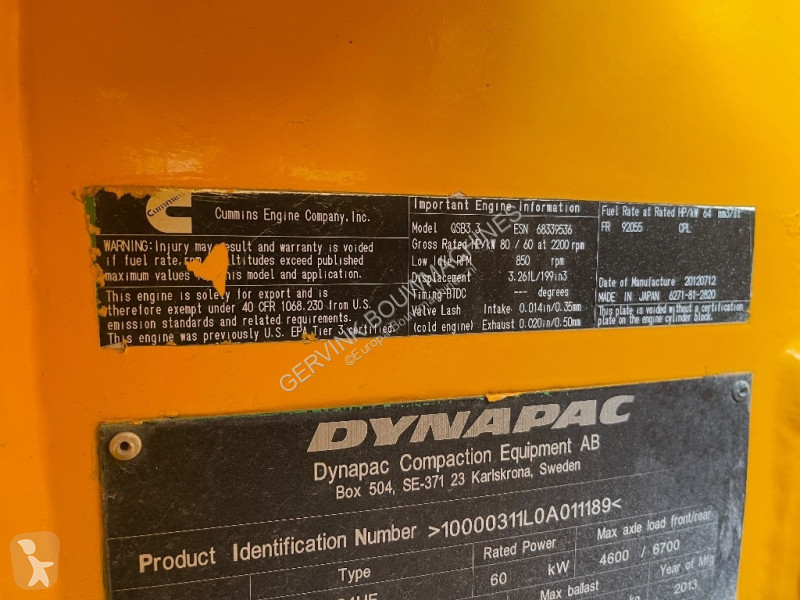 Cummins
Cummins Engine Company, Inc.
WARNING: Injury may result and warranty is voided
if fuel rate, rpm altitudes exceed published
maximum values this model and application.
This engine is solely for export and is
therefore exempt under 40 CFR 1068.230 from U.S.
emission standards and related requirements.
This engine was previously U.S. EPA Tier 3 certified.
Important Engine Information
Model QSB3.3 ESN 68339536
Gross Rated HP/kW 80 / 60 at 2200 rpm
Low Idle RPM 850 rpm
Displacement 3.261L/199in3
Timing-BTDC --- degrees
Valve Lash Intake 0.014in/0.35mm
(cold engine) Exhaust 0.020in/0.50mm
Fuel Rate at Rated HP/kW 64 mm3/st
FR 92055 CPL
Date of Manufacture 20120712
MADE IN JAPAN 6271-81-2820
This plate is voided without a certification
plate on the engine cylinder block.
DYNAPAC
Dynapac Compaction Equipment AB
Box 504, SE-371 23 Karlskrona, Sweden
Product Identification Number >10000311L0A011189<
Type
Rated Power
60 kW
Max axle load front/rear
4600 / 6700
Max ballast
Year of Mfg
2013